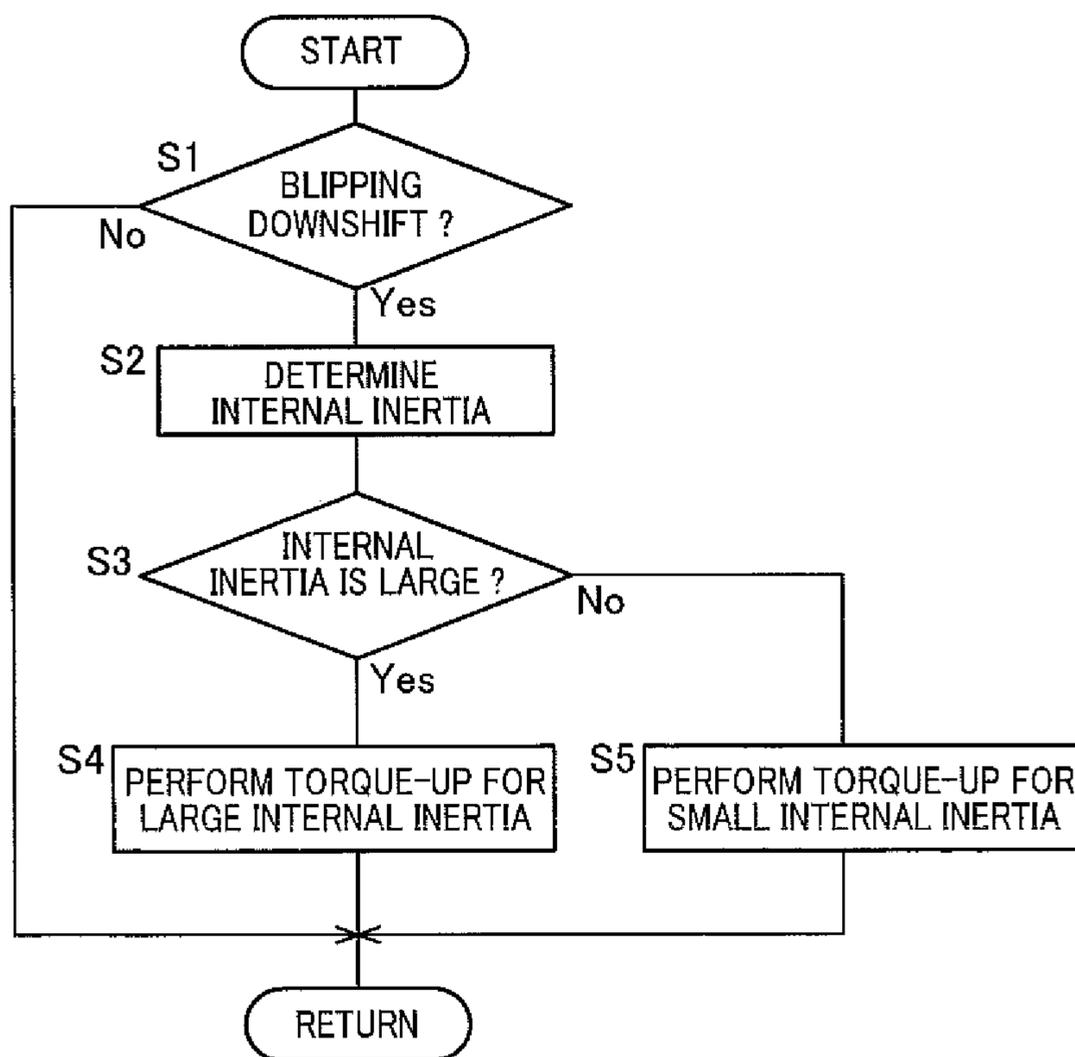 START
S1
BLIPPING
DOWNSHIFT ?
No
Yes
S2
DETERMINE
INTERNAL INERTIA
S3
INTERNAL
INERTIA IS LARGE ?
No
Yes
S4
PERFORM TORQUE-UP FOR
LARGE INTERNAL INERTIA
S5
PERFORM TORQUE-UP FOR
SMALL INTERNAL INERTIA
RETURN